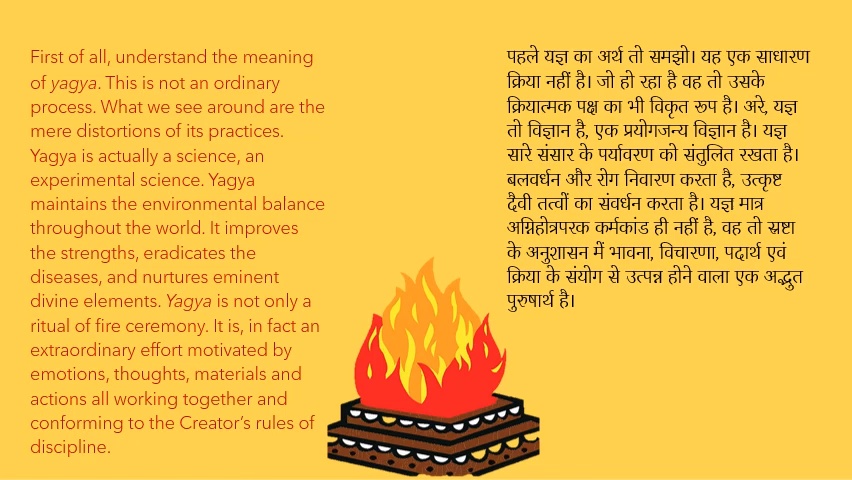 First of all, understand the meaning
of yagya. This is not an ordinary
process. What we see around are the
mere distortions of its practices.
Yagya is actually a science, an
experimental science. Yagya
maintains the environmental balance
throughout the world. It improves
the strengths, eradicates the
diseases, and nurtures eminent
divine elements. Yagya is not only a
ritual of fire ceremony. It is, in fact an
extraordinary effort motivated by
emotions, thoughts, materials and
actions all working together and
conforming to the Creator’s rules of
discipline.
पहले यज्ञ का अर्थ तो समझो। यह एक साधारण
क्रिया नहीं है। जो हो रहा है वह तो उसके
क्रियात्मक पक्ष का भी विकृत रूप है। अरे, यज्ञ
तो विज्ञान है, एक प्रयोगजन्य विज्ञान है। यज्ञ
सारे संसार के पर्यावरण को संतुलित रखता है।
बलवर्धन और रोग निवारण करता है, उत्कृष्ट
दैवी तत्वों का संवर्धन करता है। यज्ञ मात्र
अग्निहोत्रपरक कर्मकांड ही नहीं है, वह तो स्रष्टा
के अनुशासन में भावना, विचारणा, पदार्थ एवं
क्रिया के संयोग से उत्पन्न होने वाला एक अद्भुत
पुरुषार्थ है।